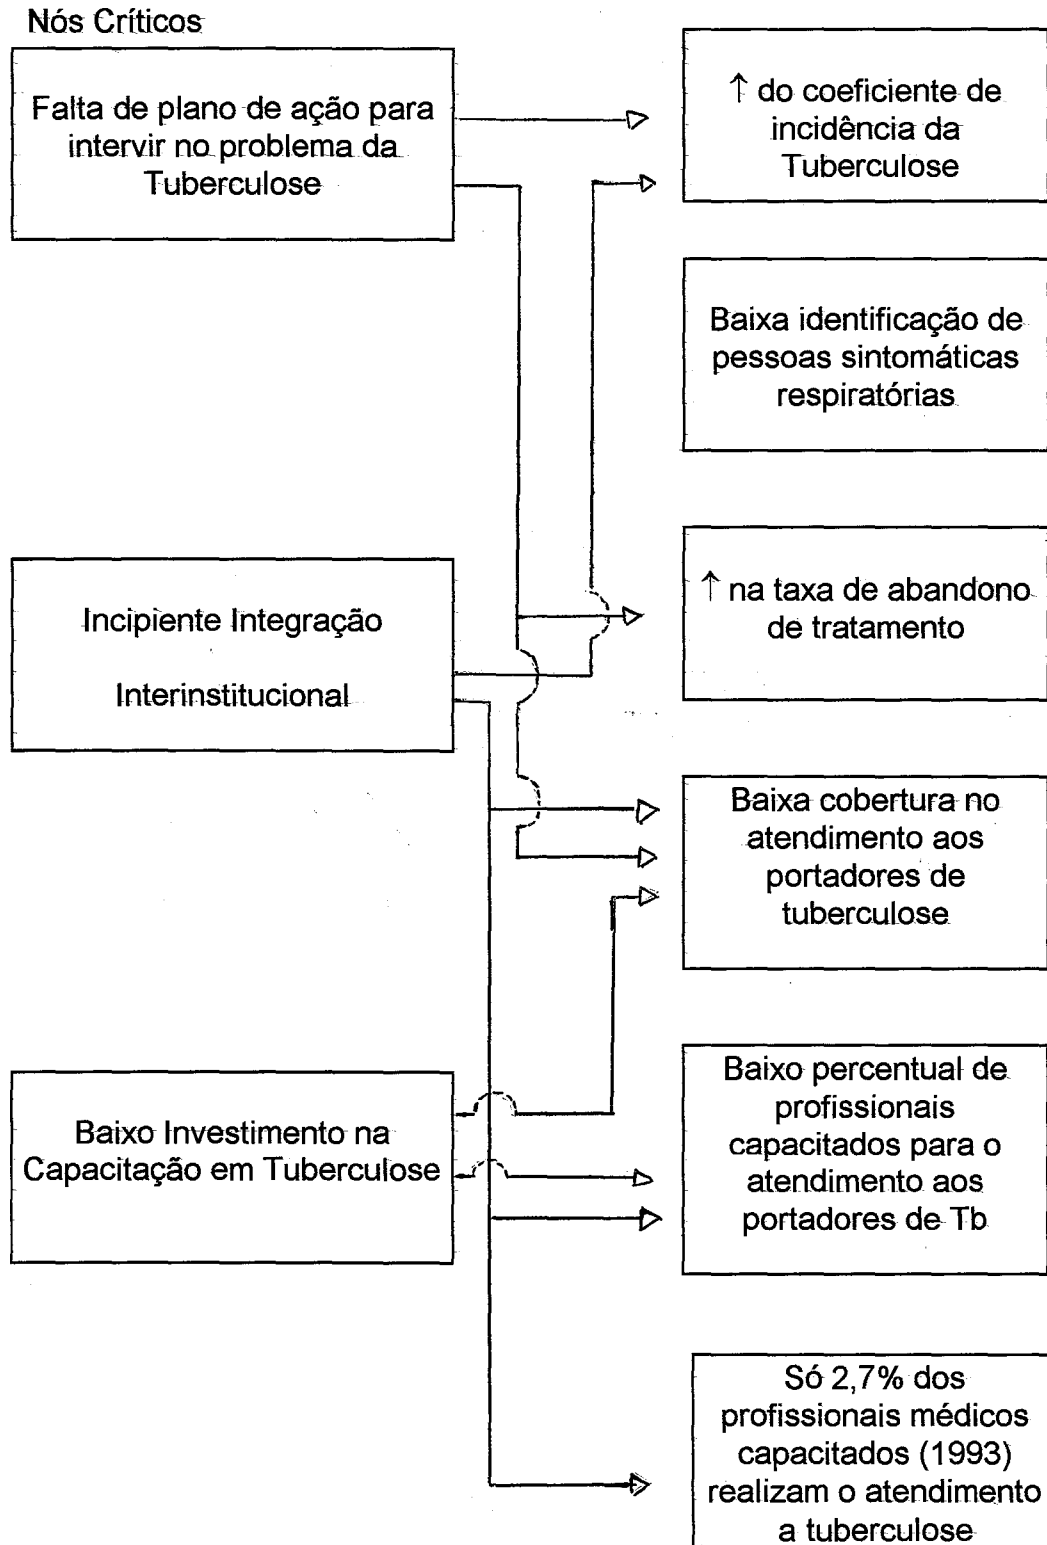 Nós Críticos
Falta de plano de ação para
intervir no problema da
Tuberculose
↑ do coeficiente de
incidência da
Tuberculose
Baixa identificação de
pessoas sintomáticas
respiratórias
Incipiente Integração
Interinstitucional
↑ na taxa de abandono
de tratamento
Baixa cobertura no
atendimento aos
portadores de
tuberculose
Baixo Investimento na
Capacitação em Tuberculose
Baixo percentual de
profissionais
capacitados para o
atendimento aos
portadores de Tb
Só 2,7% dos
profissionais médicos
capacitados (1993)
realizam o atendimento
a tuberculose